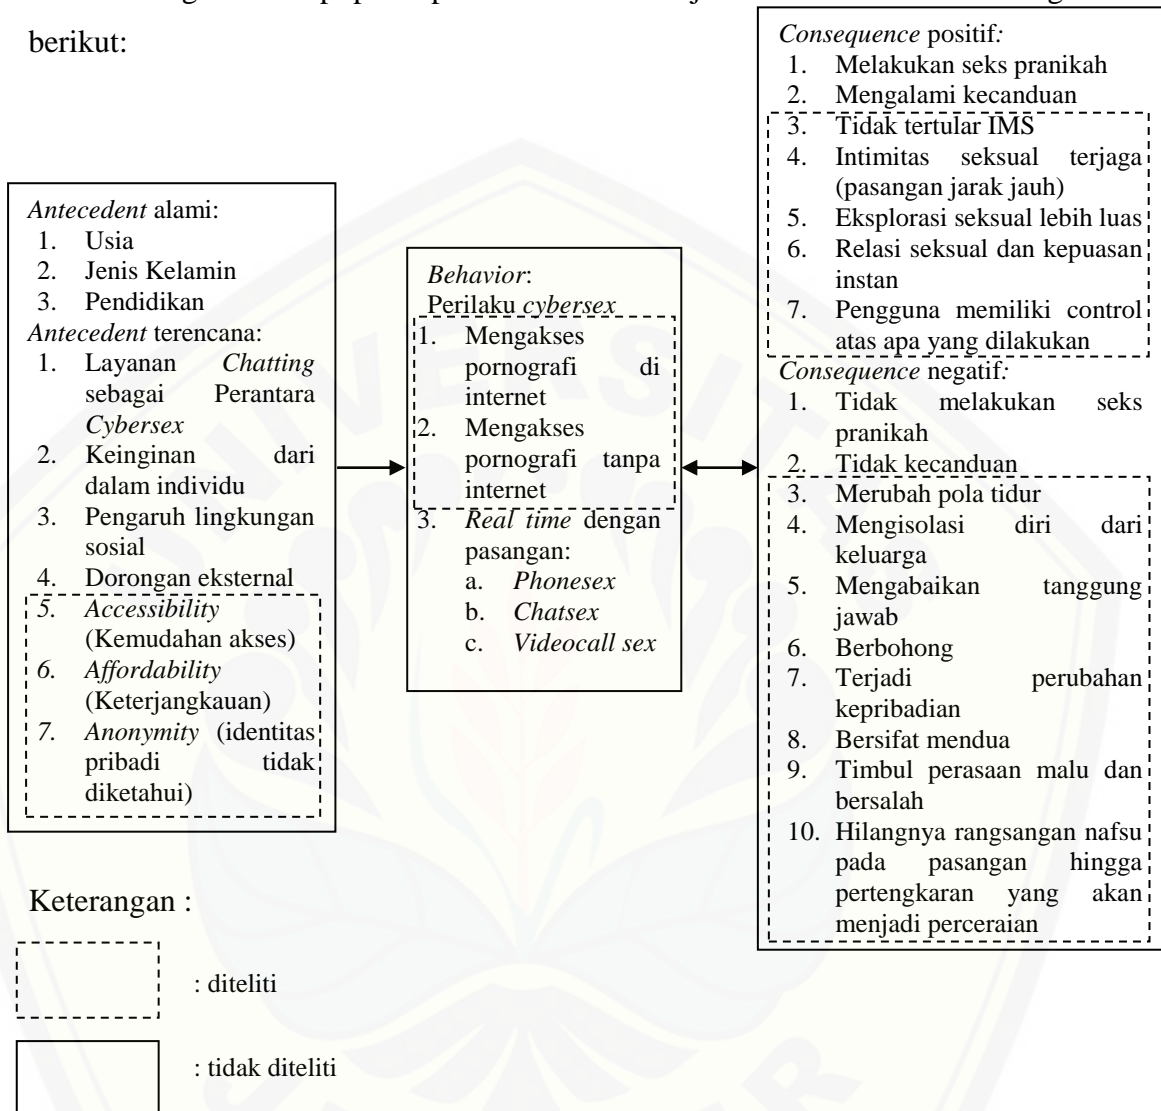 berikut:
Antecedent alami:
1. Usia
2. Jenis Kelamin
3. Pendidikan
Antecedent terencana:
1. Layanan Chatting
sebagai Perantara
Cybersex
2. Keinginan dari
dalam individu
3. Pengaruh lingkungan
sosial
4. Dorongan eksternal
5. Accessibility
(Kemudahan akses)
6. Affordability
(Keterjangkauan)
7. Anonymity (identitas
pribadi tidak
diketahui)
Behavior:
Perilaku cybersex
1. Mengakses
pornografi di
internet
2. Mengakses
pornografi tanpa
internet
3. Real time dengan
pasangan:
a. Phonesex
b. Chatsex
c. Videocall sex
Consequence positif:
1. Melakukan seks pranikah
2. Mengalami kecanduan
3. Tidak tertular IMS
4. Intimitas seksual terjaga
(pasangan jarak jauh)
5. Eksplorasi seksual lebih luas
6. Relasi seksual dan kepuasan
instan
7. Pengguna memiliki control
atas apa yang dilakukan
Consequence negatif:
1. Tidak melakukan seks
pranikah
2. Tidak kecanduan
3. Merubah pola tidur
4. Mengisolasi diri dari
keluarga
5. Mengabaikan tanggung
jawab
6. Berbohong
7. Terjadi perubahan
kepribadian
8. Bersifat mendua
9. Timbul perasaan malu dan
bersalah
10. Hilangnya rangsangan nafsu
pada pasangan hingga
pertengkaran yang akan
menjadi perceraian
Keterangan :
: diteliti
: tidak diteliti